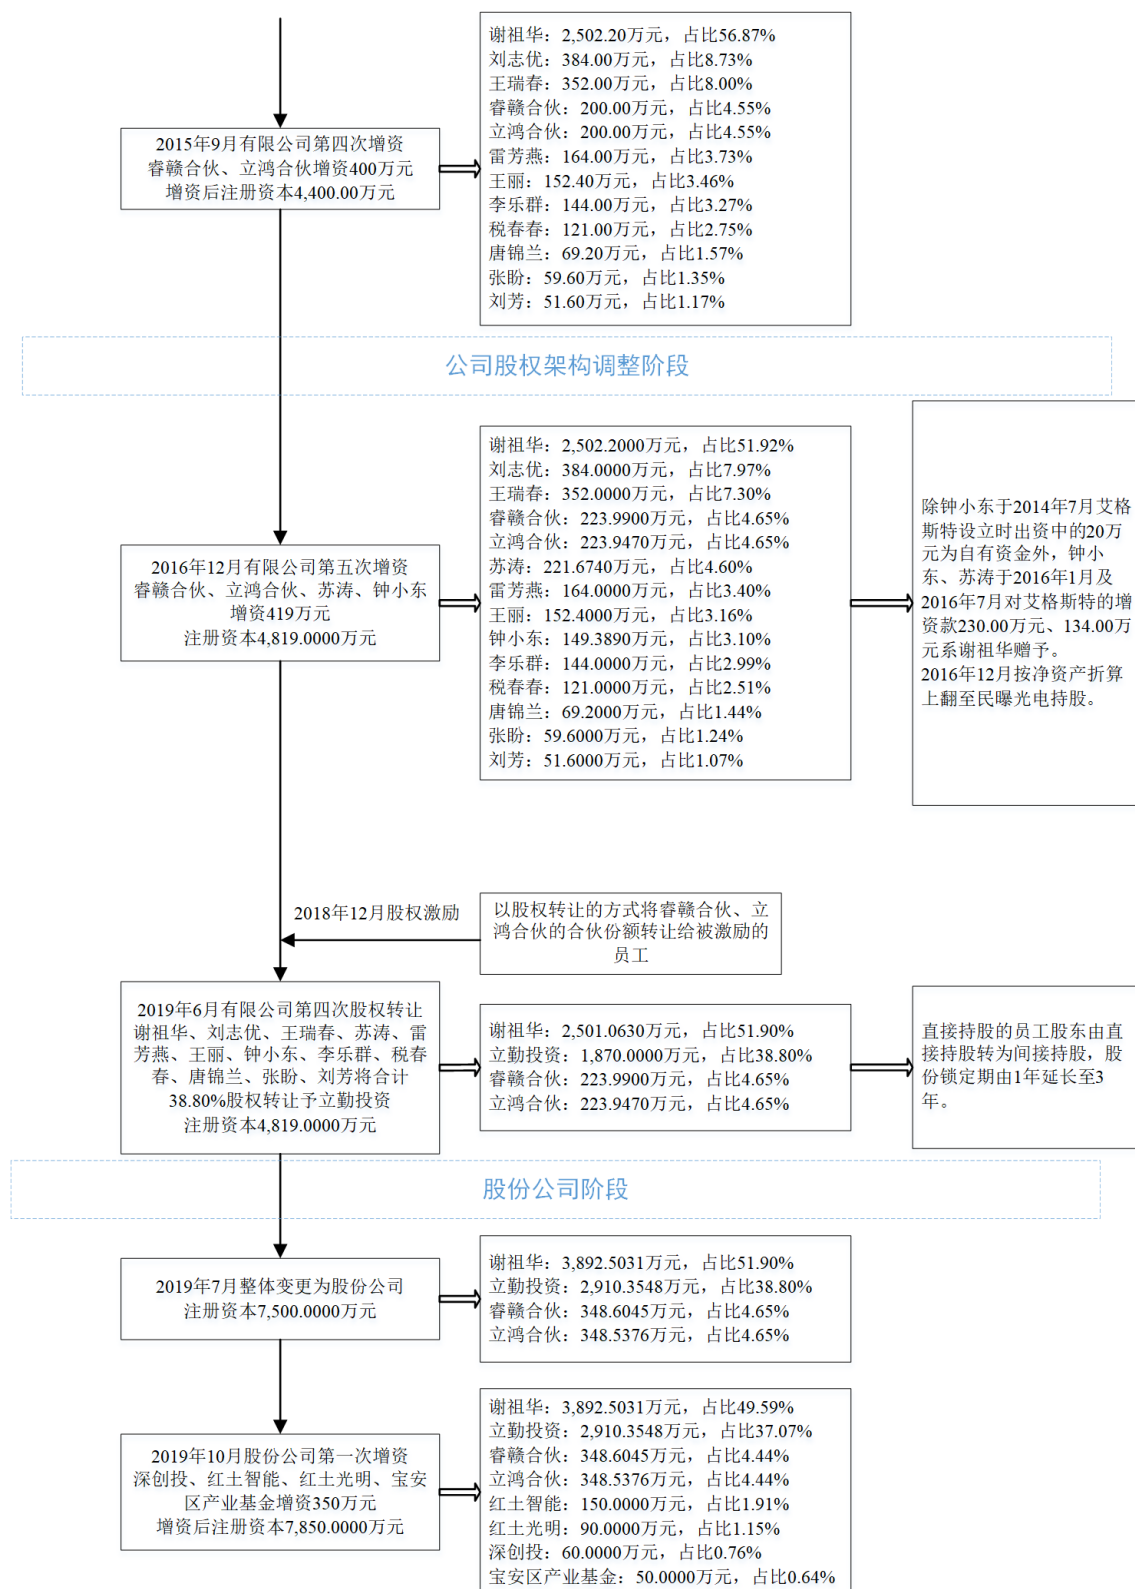 谢祖华：2,502.20万元，占比56.87%
刘志优：384.00万元，占比8.73%
王瑞春：352.00万元，占比8.00%
睿赣合伙：200.00万元，占比4.55%
立鸿合伙：200.00万元，占比4.55%
雷芳燕：164.00万元，占比3.73%
王丽：152.40万元，占比3.46%
李乐群：144.00万元，占比3.27%
税春春：121.00万元，占比2.75%
唐锦兰：69.20万元，占比1.57%
张盼：59.60万元，占比1.35%
刘芳：51.60万元，占比1.17%
2015年9月有限公司第四次增资
睿赣合伙、立鸿合伙增资400万元
增资后注册资本4,400.00万元
公司股权架构调整阶段
谢祖华：2,502.2000万元，占比51.92%
刘志优：384.0000万元，占比7.97%
王瑞春：352.0000万元，占比7.30%
睿赣合伙：223.9900万元，占比4.65%
立鸿合伙：223.9470万元，占比4.65%
苏涛：221.6740万元，占比4.60%
雷芳燕：164.0000万元，占比3.40%
王丽：152.4000万元，占比3.16%
钟小东：149.3890万元，占比3.10%
李乐群：144.0000万元，占比2.99%
税春春：121.0000万元，占比2.51%
唐锦兰：69.2000万元，占比1.44%
张盼：59.6000万元，占比1.24%
刘芳：51.6000万元，占比1.07%
2016年12月有限公司第五次增资
睿赣合伙、立鸿合伙、苏涛、钟小东
增资419万元
注册资本4,819.0000万元
除钟小东于2014年7月艾格
斯特设立时出资中的20万
元为自有资金外，钟小
东、苏涛于2016年1月及
2016年7月对艾格斯特的增
资款230.00万元、134.00万
元系谢祖华赠予。
2016年12月按净资产折算
上翻至民曝光电持股。
2018年12月股权激励
以股权转让的方式将睿赣合伙、立
鸿合伙的合伙份额转让给被激励的
员工
2019年6月有限公司第四次股权转让
谢祖华、刘志优、王瑞春、苏涛、雷
芳燕、王丽、钟小东、李乐群、税春
春、唐锦兰、张盼、刘芳将合计
38.80%股权转让予立勤投资
注册资本4,819.0000万元
谢祖华：2,501.0630万元，占比51.90%
立勤投资：1,870.0000万元，占比38.80%
睿赣合伙：223.9900万元，占比4.65%
立鸿合伙：223.9470万元，占比4.65%
直接持股的员工股东由直
接持股转为间接持股，股
份锁定期由1年延长至3
年。
股份公司阶段
2019年7月整体变更为股份公司
注册资本7,500.0000万元
谢祖华：3,892.5031万元，占比51.90%
立勤投资：2,910.3548万元，占比38.80%
睿赣合伙：348.6045万元，占比4.65%
立鸿合伙：348.5376万元，占比4.65%
2019年10月股份公司第一次增资
深创投、红土智能、红土光明、宝安
区产业基金增资350万元
增资后注册资本7,850.0000万元
谢祖华：3,892.5031万元，占比49.59%
立勤投资：2,910.3548万元，占比37.07%
睿赣合伙：348.6045万元，占比4.44%
立鸿合伙：348.5376万元，占比4.44%
红土智能：150.0000万元，占比1.91%
红土光明：90.0000万元，占比1.15%
深创投：60.0000万元，占比0.76%
宝安区产业基金：50.0000万元，占比0.64%